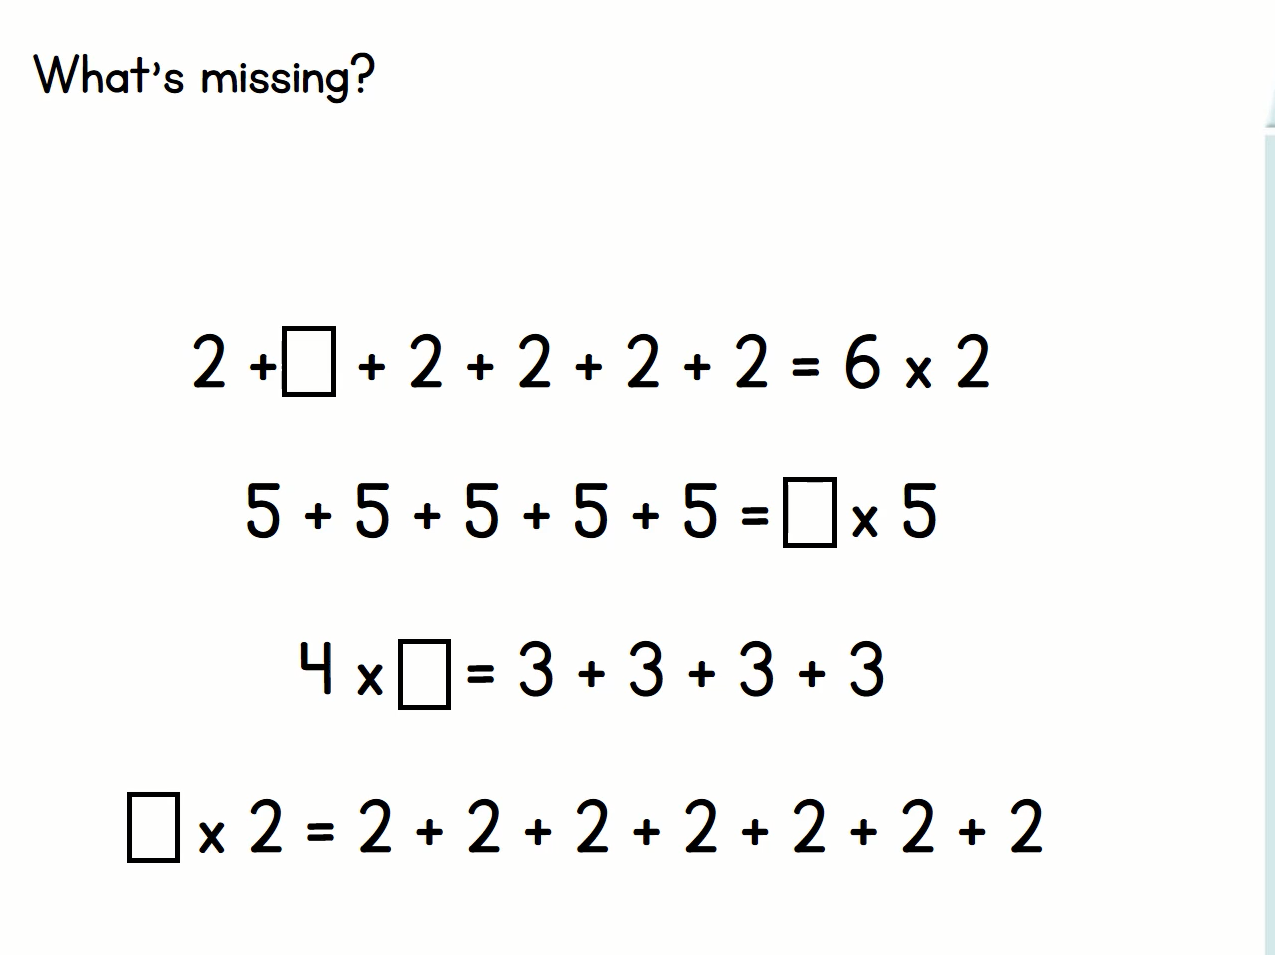 What's missing?
2 + □ + 2 + 2 + 2 + 2 = 6 x 2
5 + 5 + 5 + 5 + 5 = □ x 5
4 x □ = 3 + 3 + 3 + 3
□ x 2 = 2 + 2 + 2 + 2 + 2 + 2 + 2